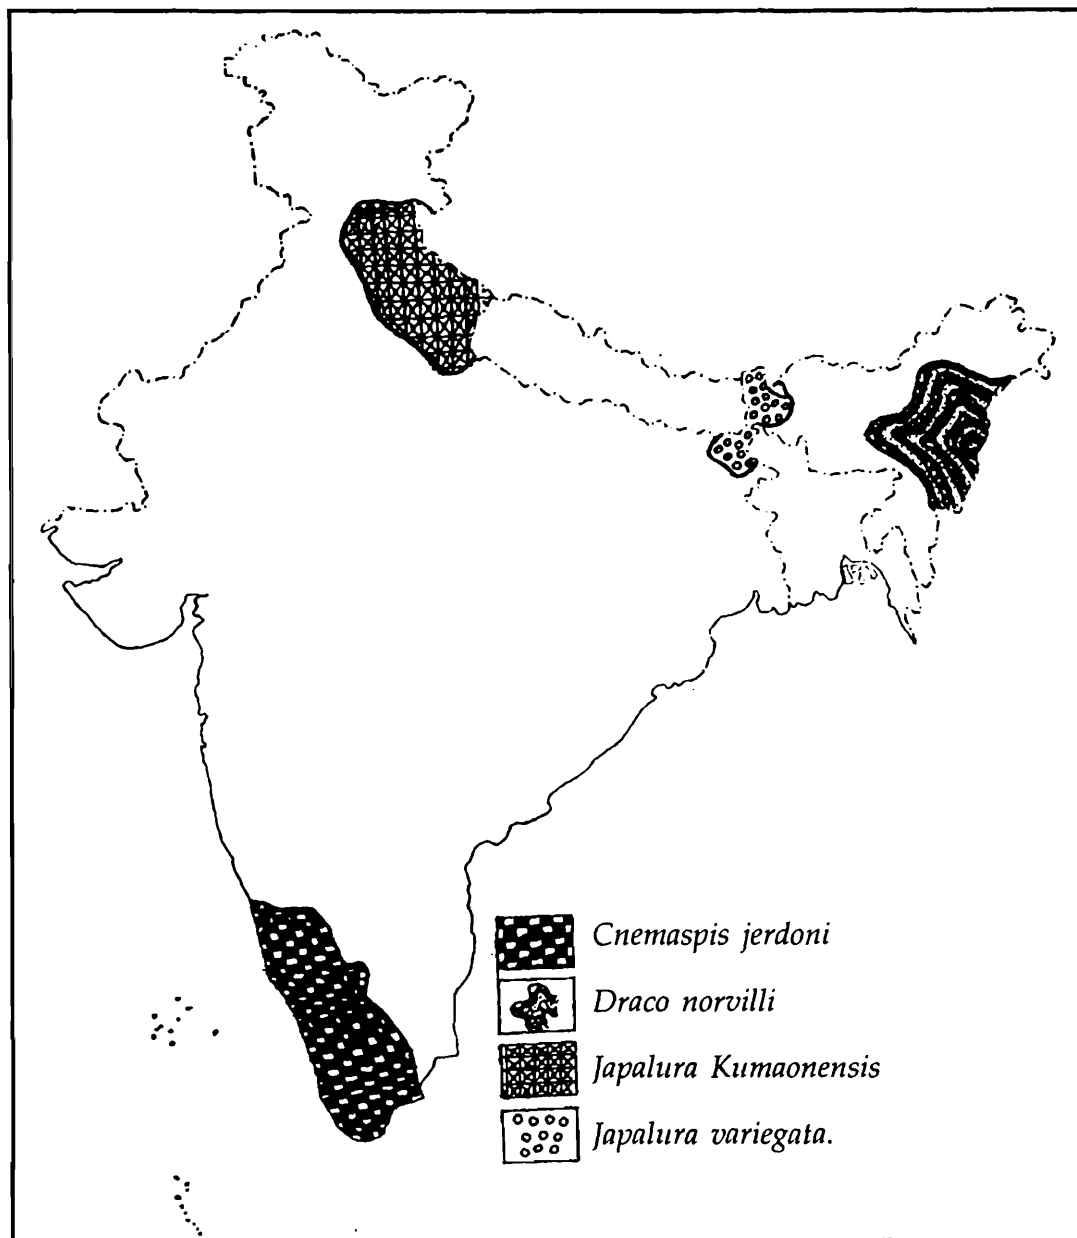 Cnemaspis jerdoni
Draco norvilli
Japalura Kumaonensis
Japalura variegata.